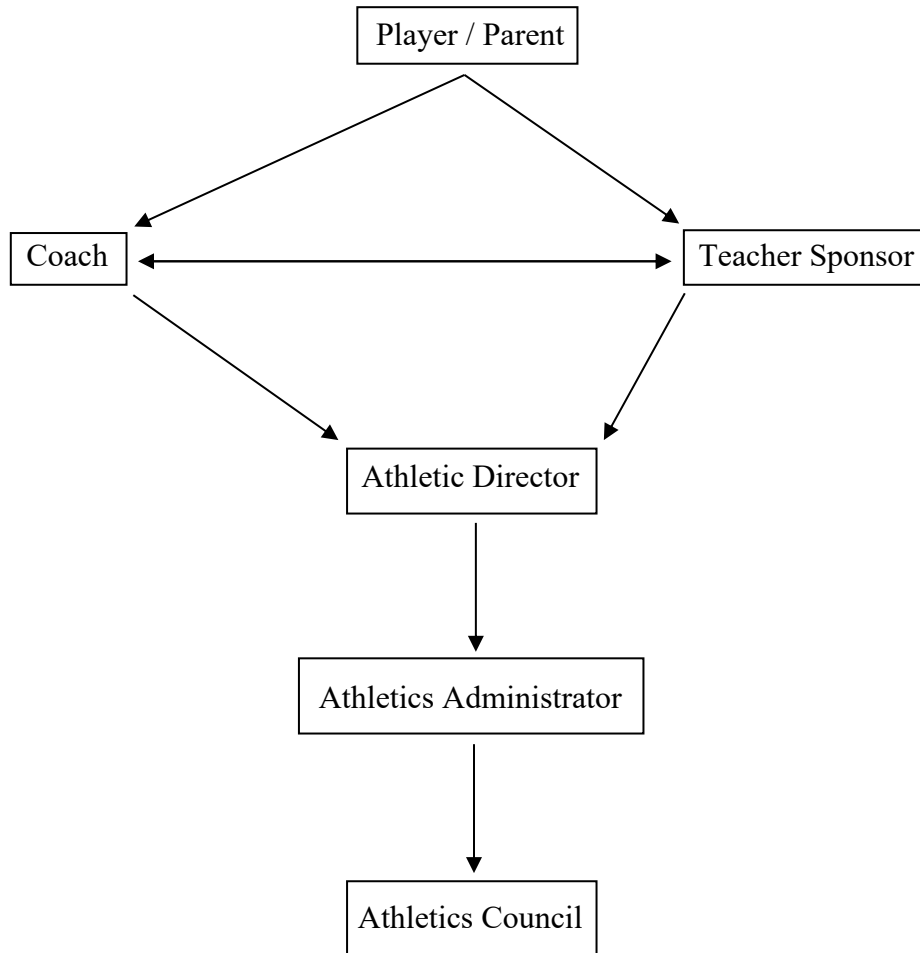 Player / Parent
Coach
Teacher Sponsor
Athletic Director
Athletics Administrator
Athletics Council